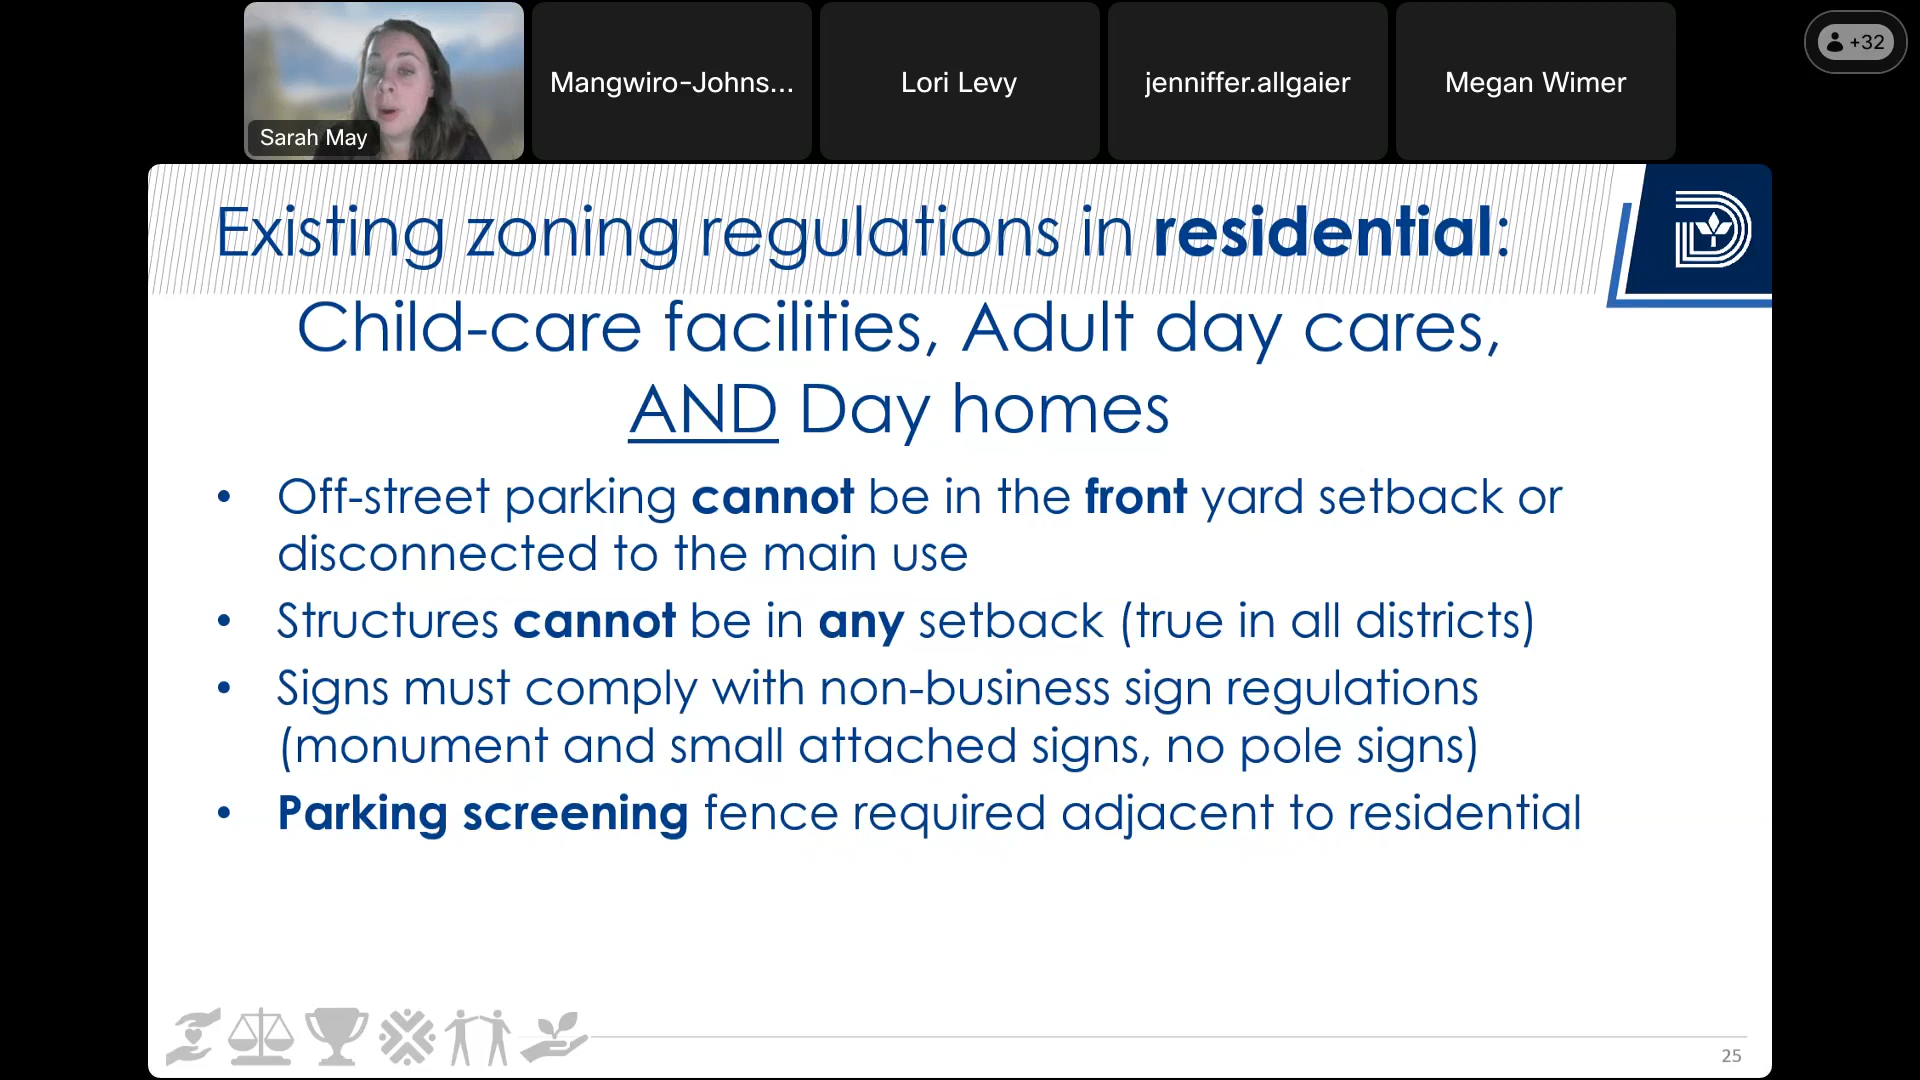 Sarah May
Mangwiro-Johns...
Lori Levy
jenniffer.allgaier
Megan Wimer
+32
Existing zoning regulations in residential:
Child-care facilities, Adult day cares,
AND Day homes
• Off-street parking cannot be in the front yard setback or
disconnected to the main use
• Structures cannot be in any setback (true in all districts)
• Signs must comply with non-business sign regulations
(monument and small attached signs, no pole signs)
• Parking screening fence required adjacent to residential
25